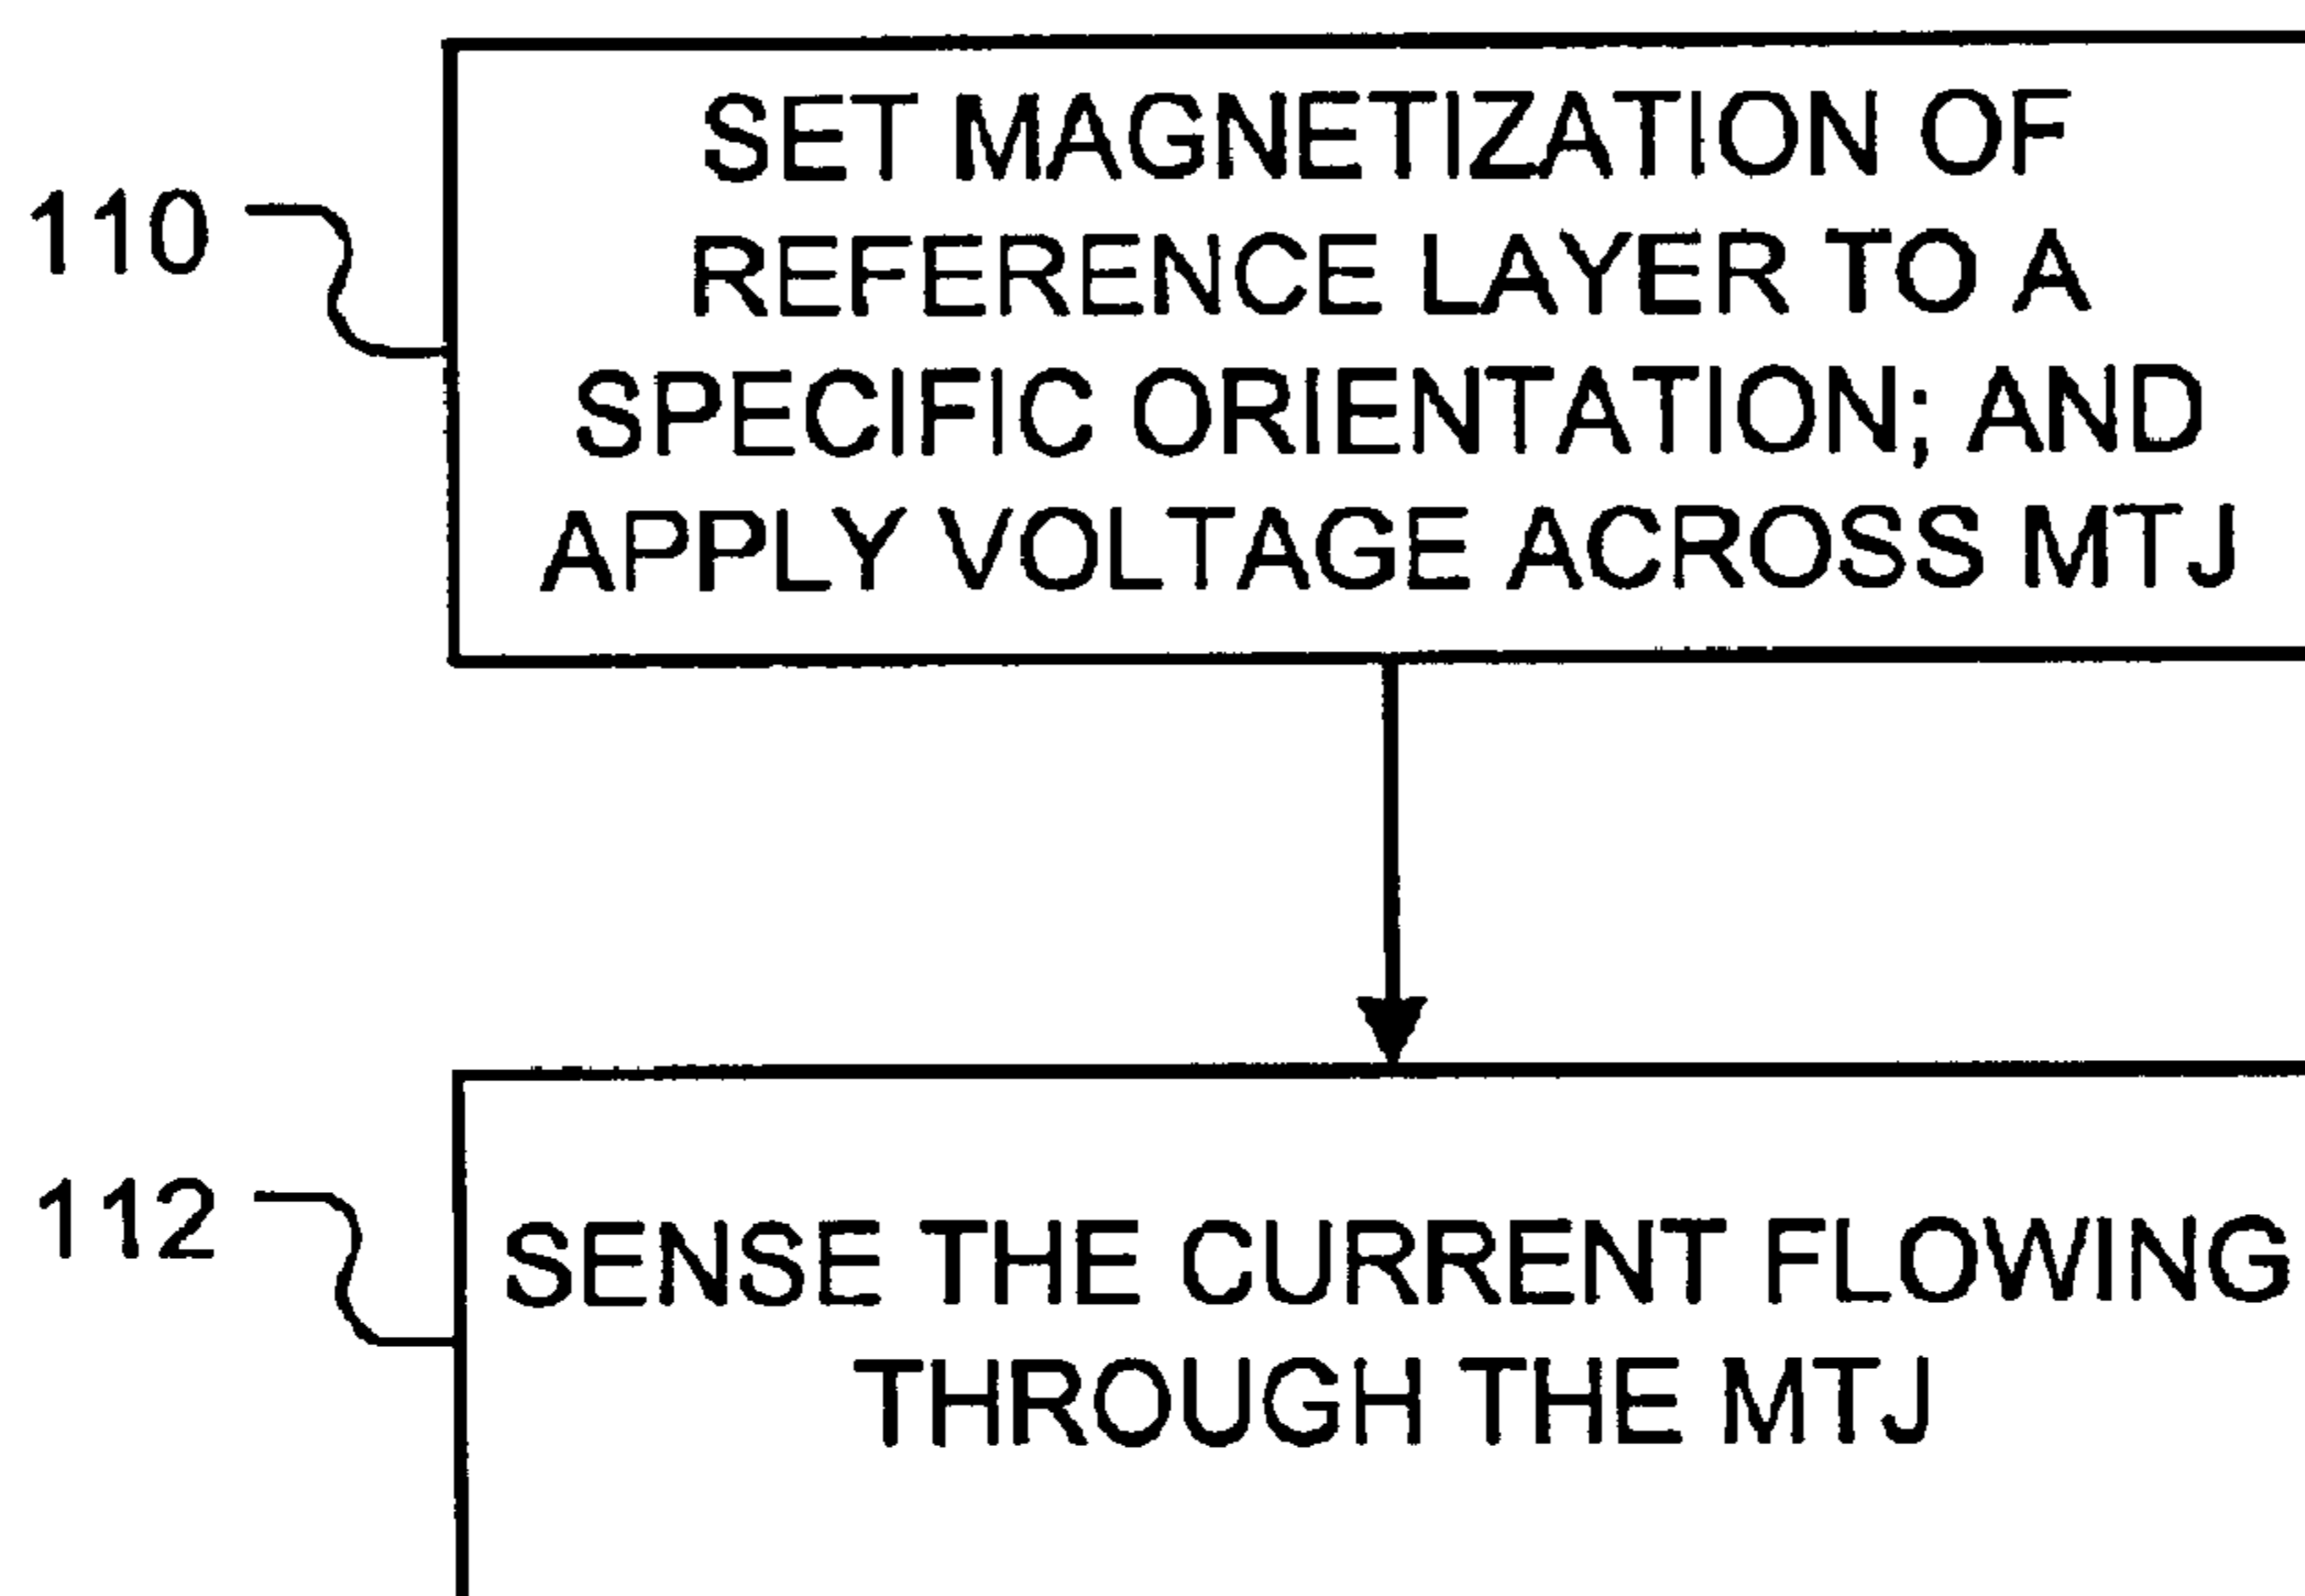 110
SET MAGNETIZATION OF
REFERENCE LAYER TO A
SPECIFIC ORIENTATION; AND
APPLY VOLTAGE ACROSS MTJ
112
SENSE THE CURRENT FLOWING
THROUGH THE MTJ